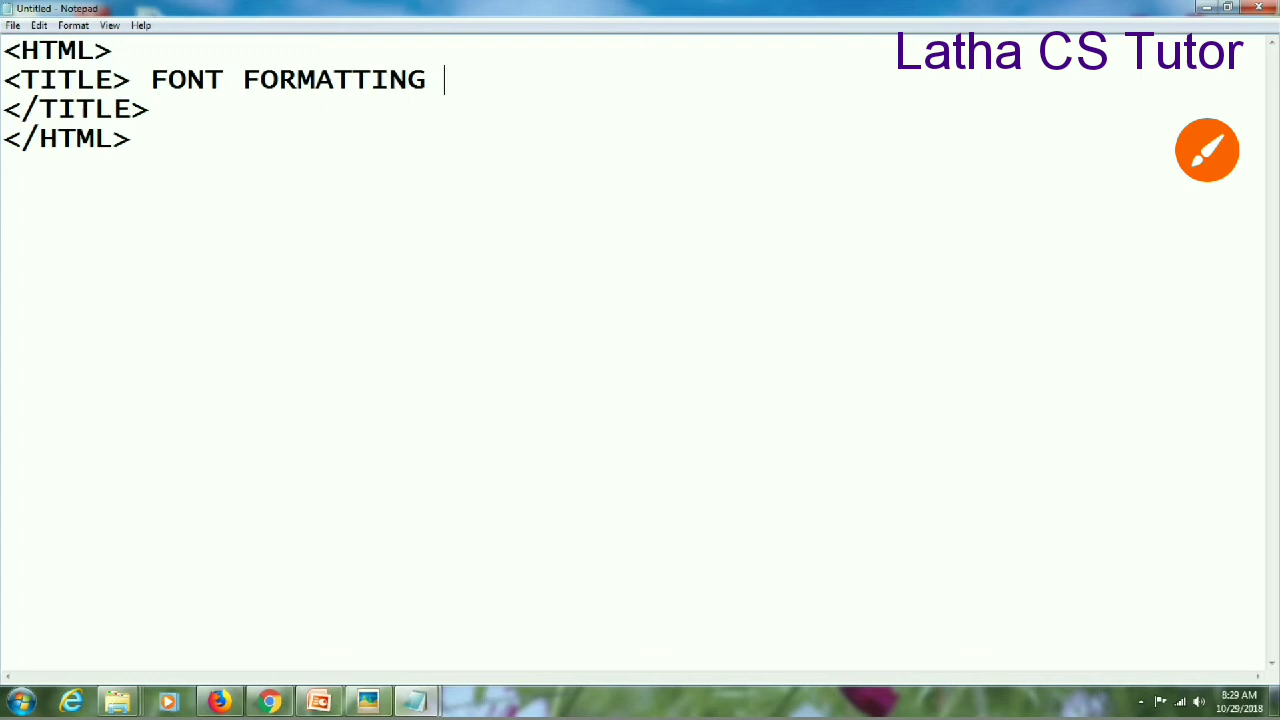 Untitled - Notepad
File Edit Format View Help
<HTML>
<TITLE> FONT FORMATTING
</TITLE>
</HTML>
Latha CS Tutor
8:29 AM
10/29/2018